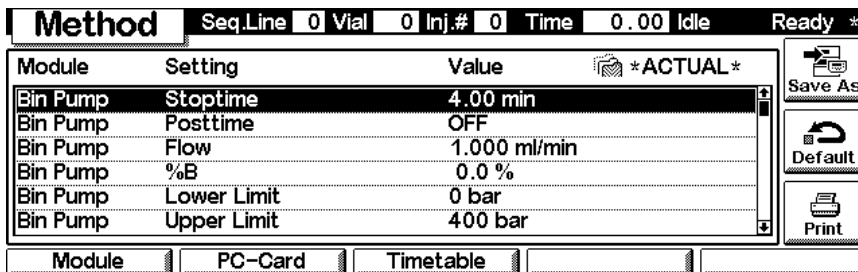 Method Seq.Line 0 Vial 0 Inj.# 0 Time 0.00 Idle Ready *
Module Setting Value *ACTUAL*
Bin Pump Stoptime 4.00 min
Bin Pump Posttime OFF
Bin Pump Flow 1.000 ml/min
Bin Pump %B 0.0 %
Bin Pump Lower Limit 0 bar
Bin Pump Upper Limit 400 bar
Save As
Default
Print
Module PC-Card Timetable